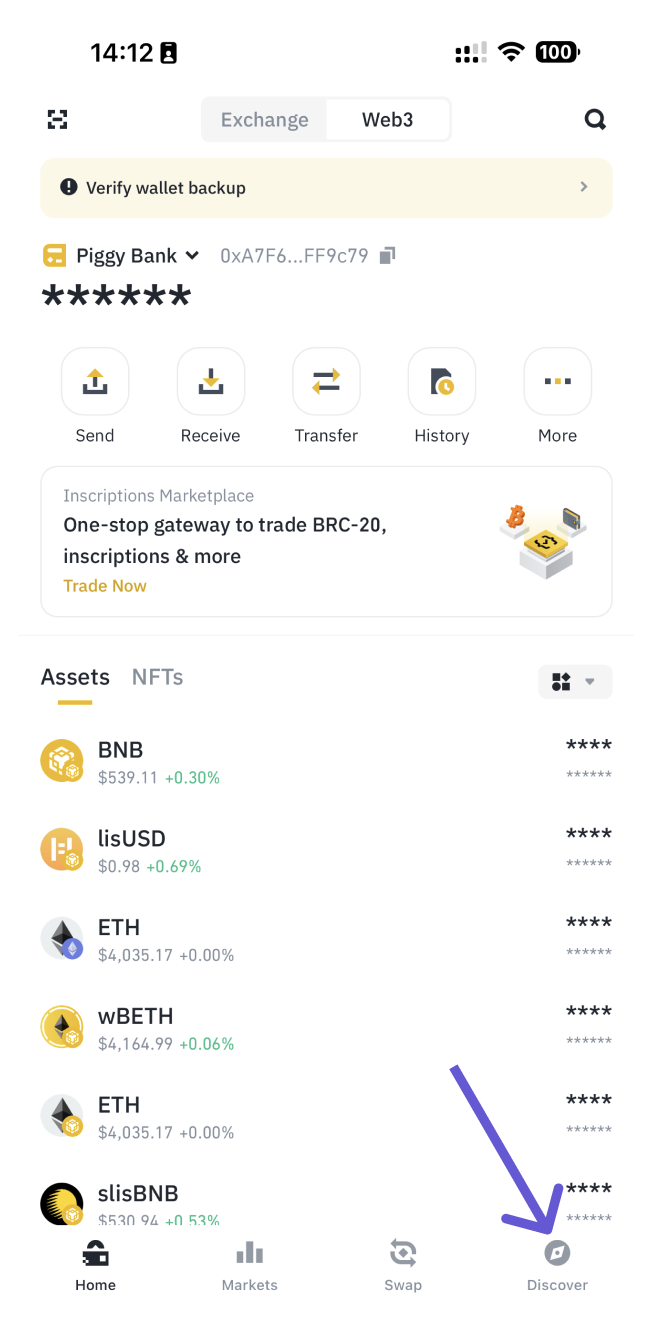 14:12
100
Exchange
Web3
Verify wallet backup
Piggy Bank
0xA7F6...FF9c79
******
Send
Receive
Transfer
History
More
Inscriptions Marketplace
One-stop gateway to trade BRC-20,
inscriptions & more
Trade Now
Assets
NFTs
BNB
****
$539.11 +0.30%
******
lisUSD
****
$0.98 +0.69%
******
ETH
****
$4,035.17 +0.00%
******
wBETH
****
$4,164.99 +0.06%
******
ETH
****
$4,035.17 +0.00%
******
slisBNB
****
$530.94 +0.53%
******
Home
Markets
Swap
Discover